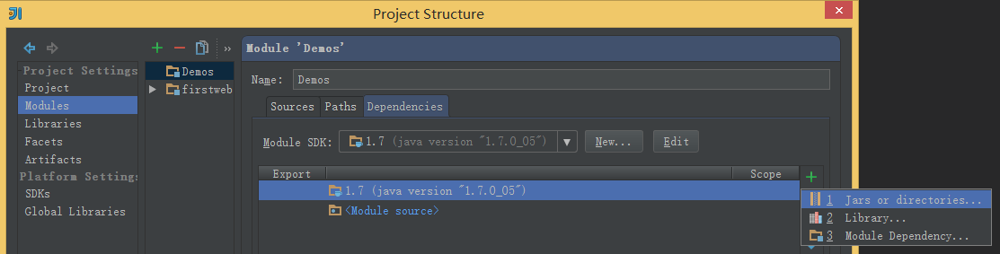 Project Structure
Project Settings
Project
Modules
Libraries
Facets
Artifacts
Platform Settings
SDKs
Global Libraries
»
Demos
firstweb
Module 'Demos'
Name: Demos
Sources Paths Dependencies
Module SDK: 1.7 (java version "1.7.0_05") New... Edit
Export Scope
1.7 (java version "1.7.0_05")
<Module source>
1 Jars or directories...
2 Library...
3 Module Dependency...